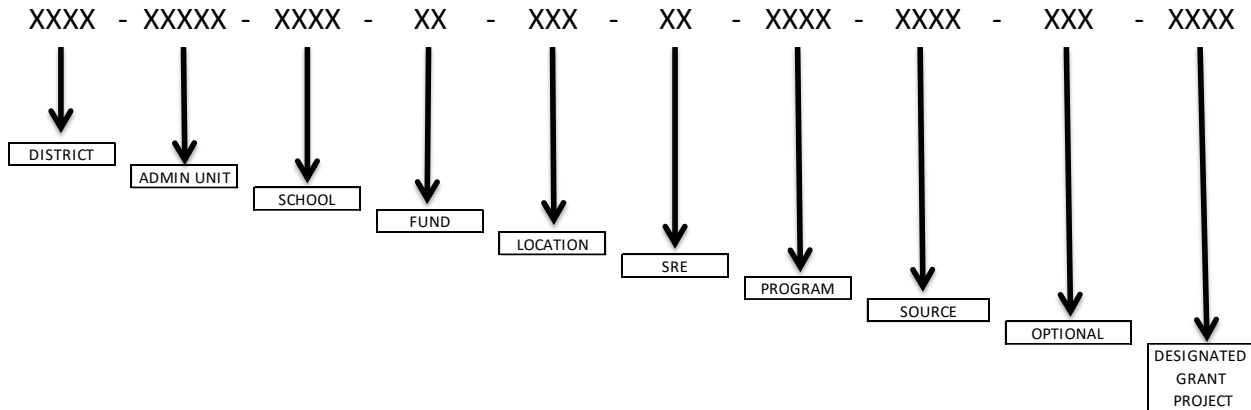 XXXX - XXXXX - XXXX - XX - XXX - XX - XXXX - XXXX - XXX - XXXX
DISTRICT
ADMIN UNIT
SCHOOL
FUND
LOCATION
SRE
PROGRAM
SOURCE
OPTIONAL
DESIGNATED
GRANT
PROJECT